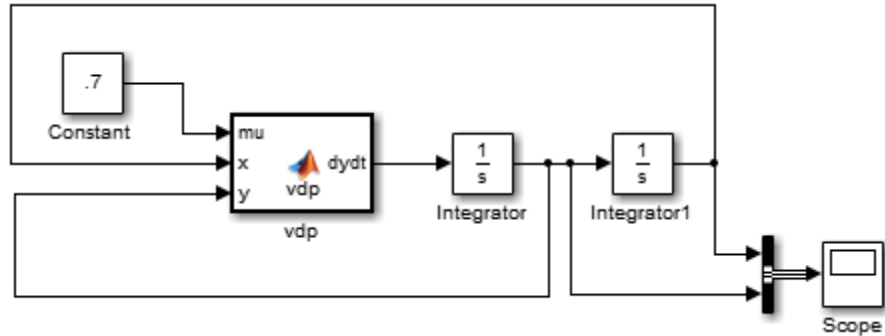 .7
Constant
mu
x
y
vdp
dydt
vdp
1
s
Integrator
1
s
Integrator1
Scope